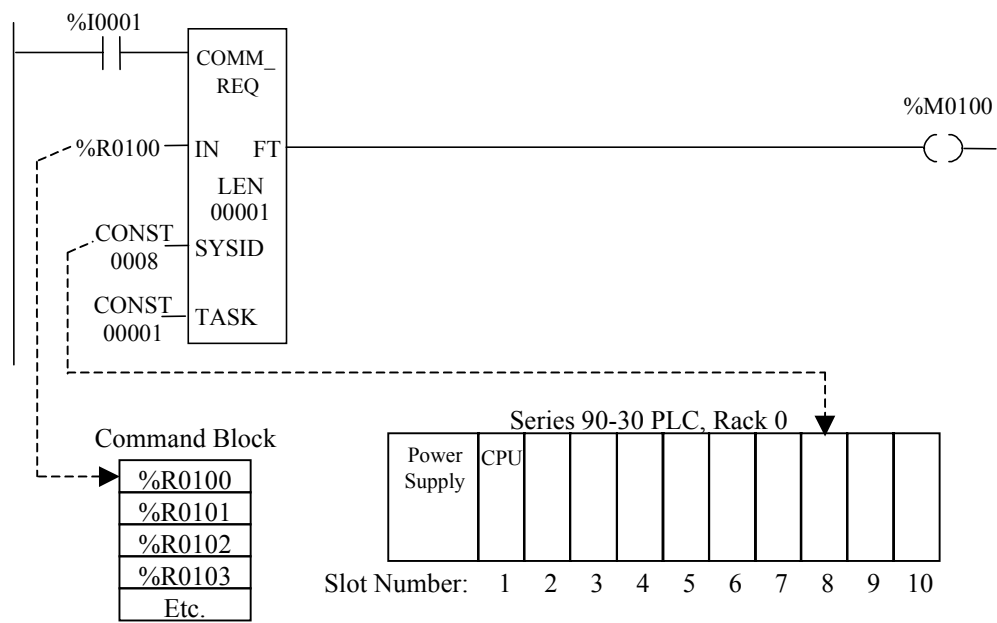 %I0001
COMM_
REQ
%M0100
%R0100
IN FT
LEN
00001
CONST
0008
SYSID
CONST
00001
TASK
Command Block
%R0100
%R0101
%R0102
%R0103
Etc.
Series 90-30 PLC, Rack 0
Power
Supply
CPU
Slot Number: 1 2 3 4 5 6 7 8 9 10